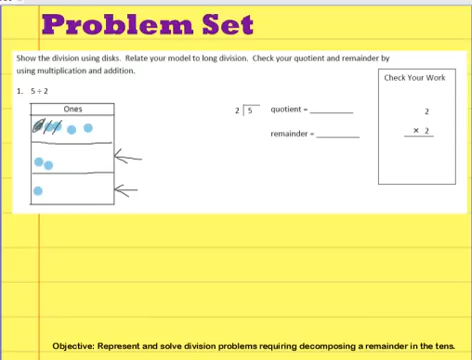 Problem Set
Show the division using disks. Relate your model to long division. Check your quotient and remainder by
using multiplication and addition.
Check Your Work
1. 5 ÷ 2
Ones
2 5 quotient = __________
2
remainder = __________
× 2
Objective: Represent and solve division problems requiring decomposing a remainder in the tens.